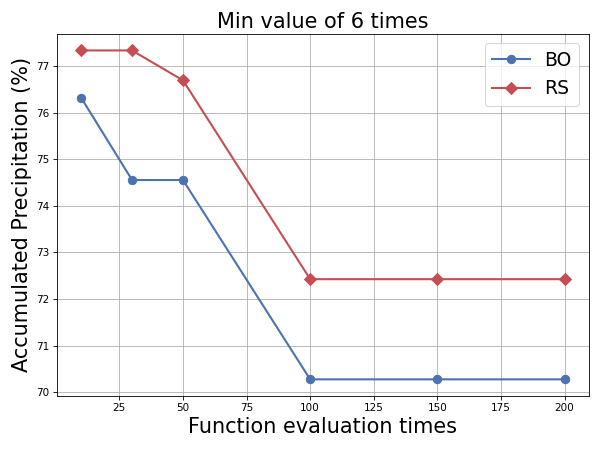 Min value of 6 times
BO
RS
Accumulated Precipitation (%)
77
76
75
74
73
72
71
70
25 50 75 100 125 150 175 200
Function evaluation times